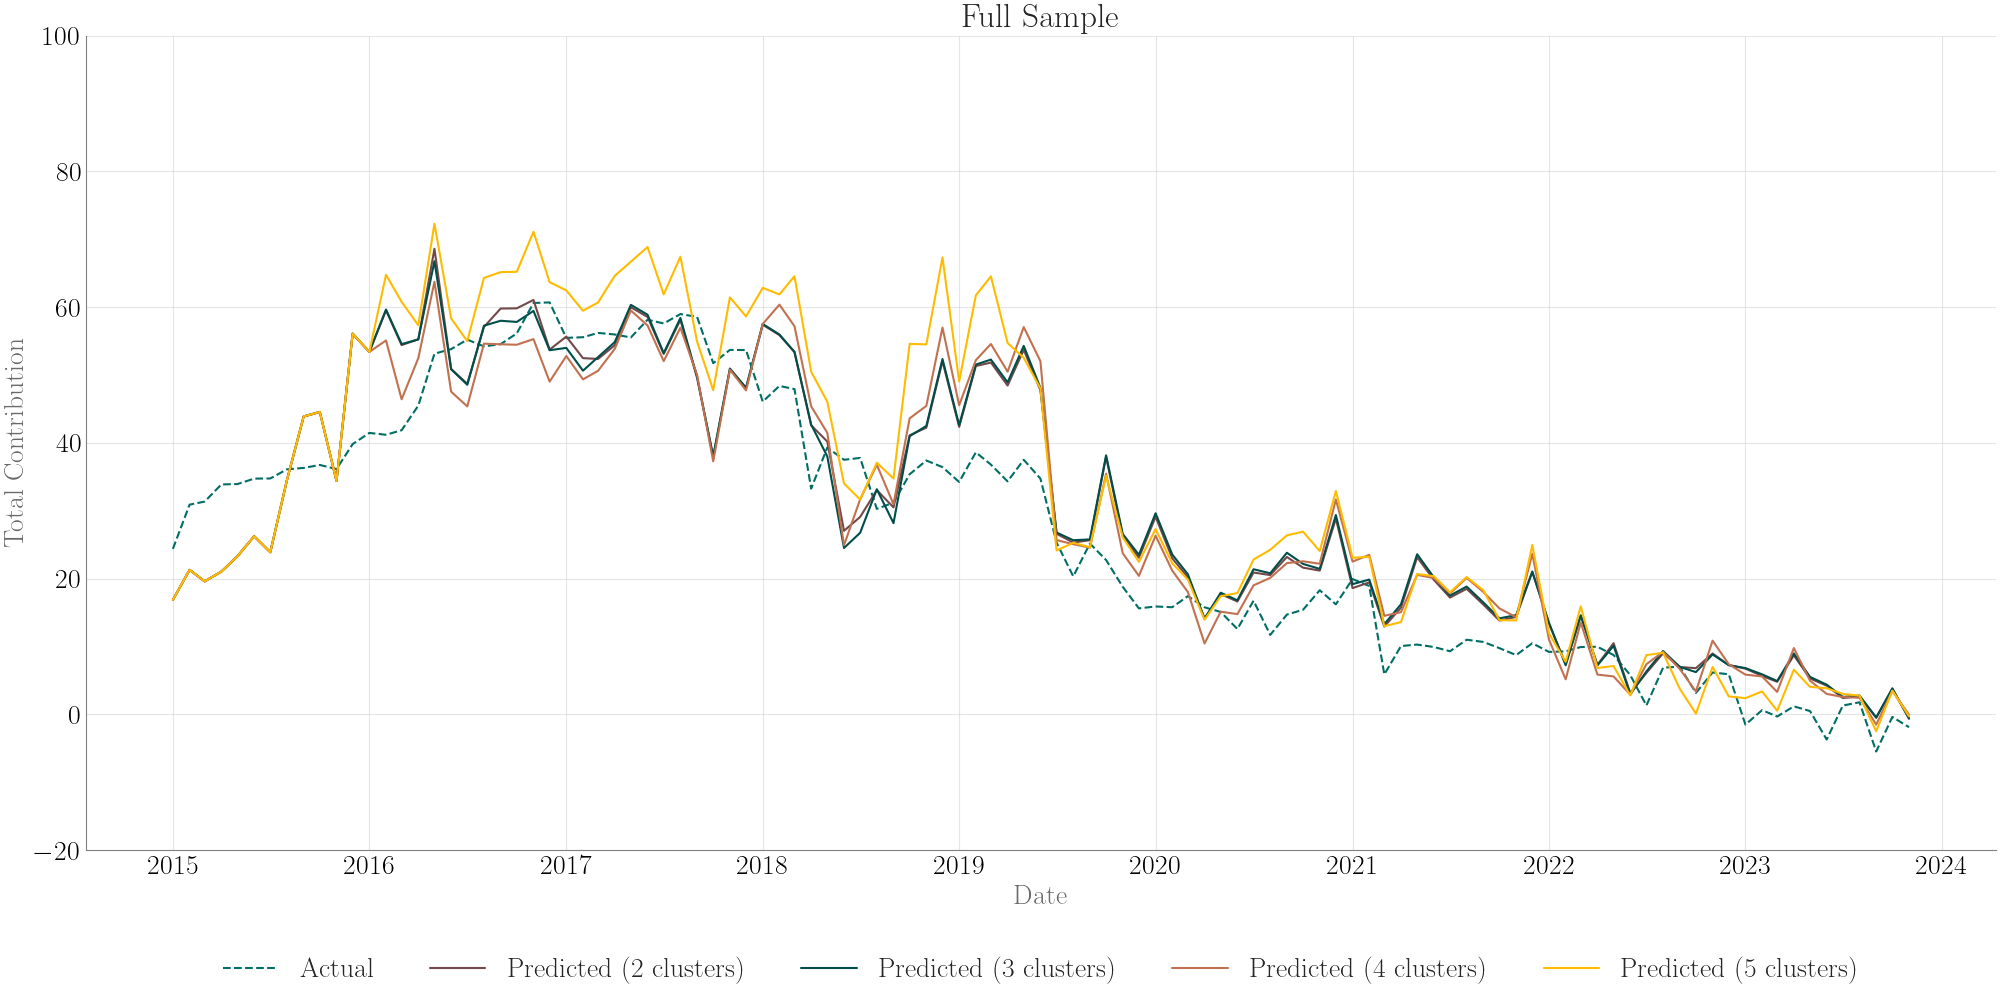 Full Sample
100
80
60
40
20
0
−20
Total Contribution
2015 2016 2017 2018 2019 2020 2021 2022 2023 2024
Date
Actual Predicted (2 clusters) Predicted (3 clusters) Predicted (4 clusters) Predicted (5 clusters)